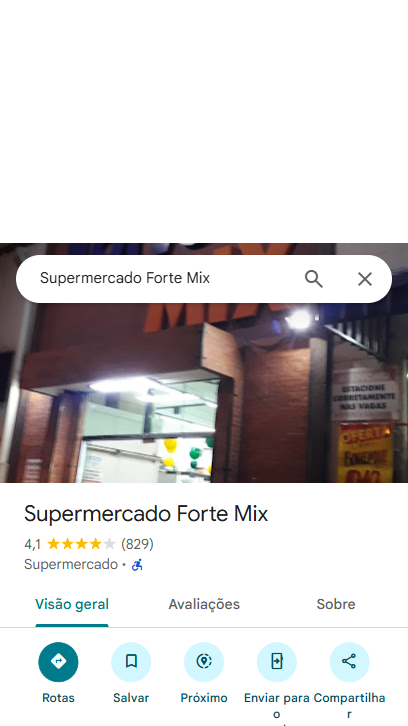 Supermercado Forte Mix
MIX
ESTACIONE
CORRETAMENTE
NAS VAGAS
OFERTA
Supermercado Forte Mix
4,1 (829)
Supermercado ·
Visão geral Avaliações Sobre
Rotas Salvar Próximo Enviar para Compartilha
o r